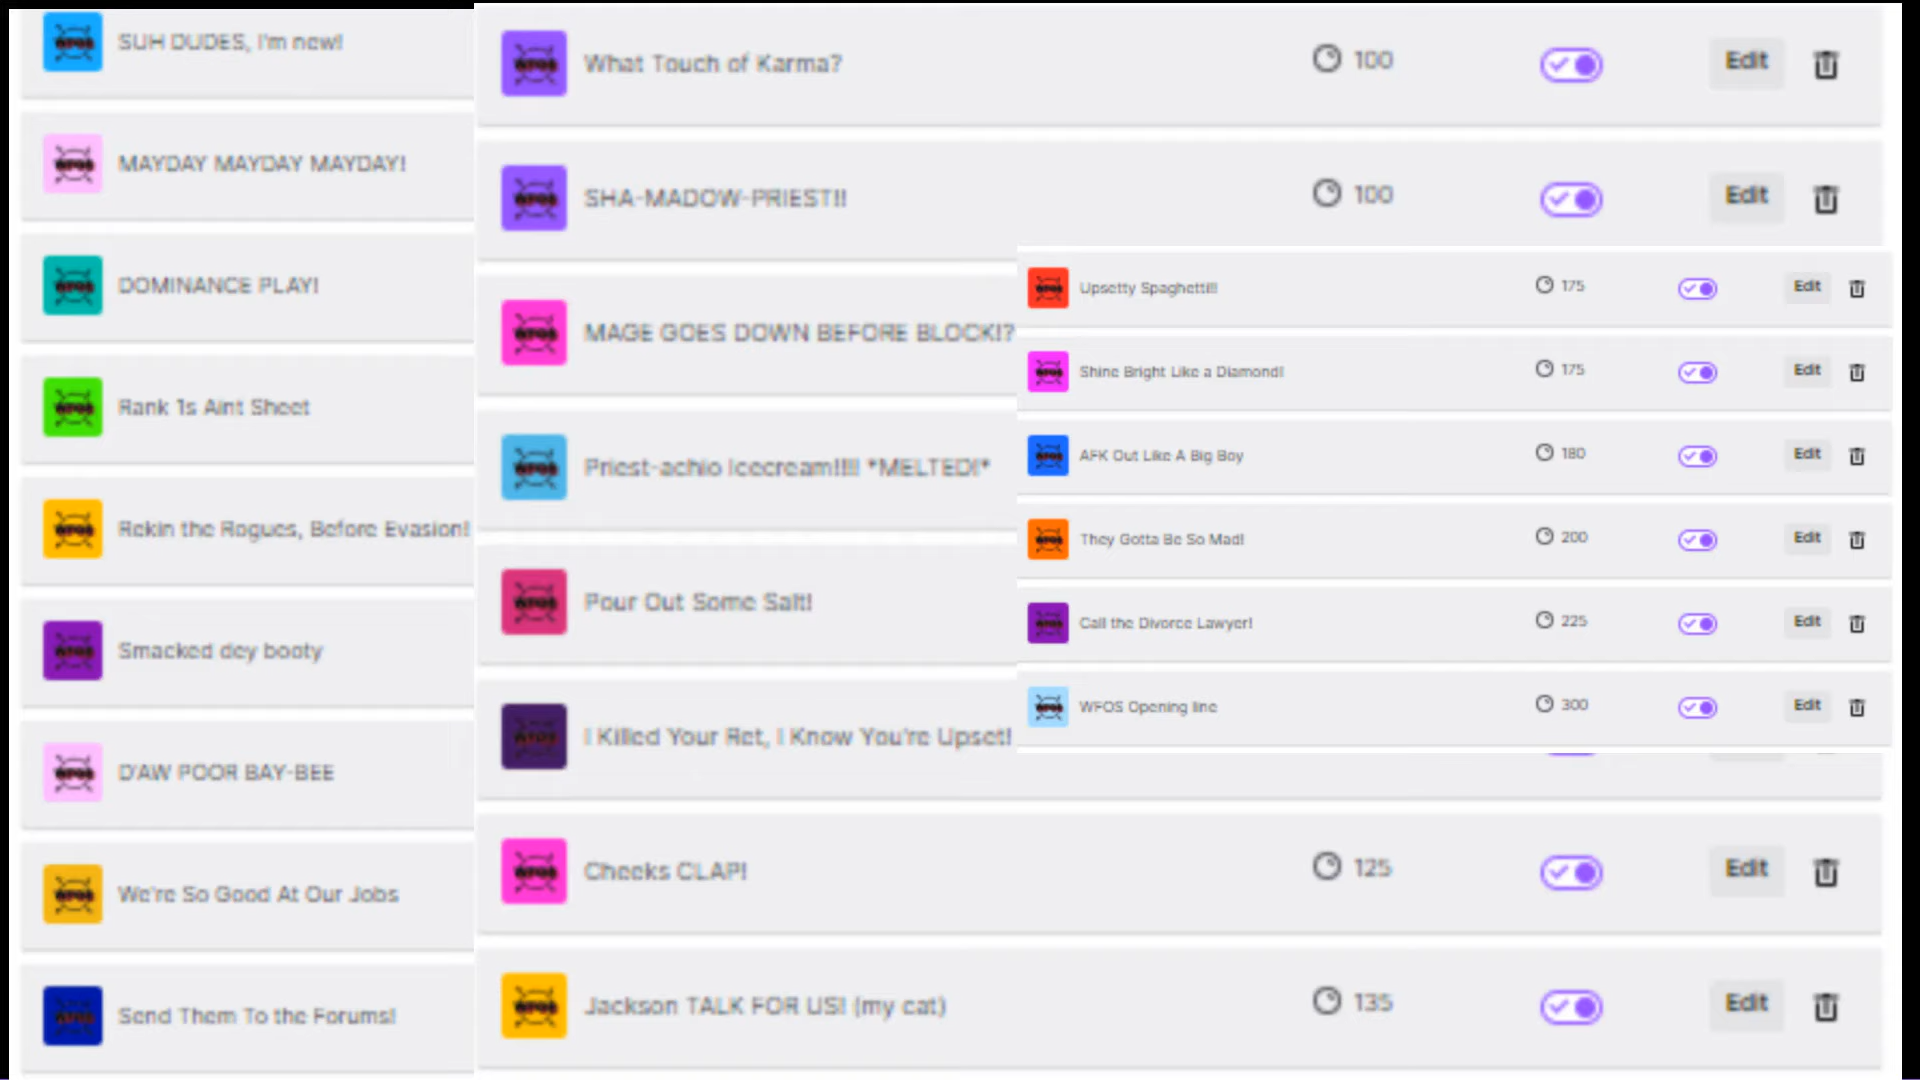 SUH DUDES, I'm new!
MAYDAY MAYDAY MAYDAY!
DOMINANCE PLAY!
Rank 1s Aint Sheet
Rekin the Rogues, Before Evasion!
Smacked dey booty
D'AW POOR BAY-BEE
We're So Good At Our Jobs
Send Them To the Forums!
What Touch of Karma? 100 Edit
SHA-MADOW-PRIEST!! 100 Edit
MAGE GOES DOWN BEFORE BLOCK!?
Priest-achio Icecream!!!! *MELTED!*
Pour Out Some Salt!
I Killed Your Ret, I Know You're Upset!
Cheeks CLAP! 125 Edit
Jackson TALK FOR US! (my cat) 135 Edit
Upsetty Spaghetti!! 175 Edit
Shine Bright Like a Diamond! 175 Edit
AFK Out Like A Big Boy 180 Edit
They Gotta Be So Mad! 200 Edit
Call the Divorce Lawyer! 225 Edit
WFOS Opening line 300 Edit